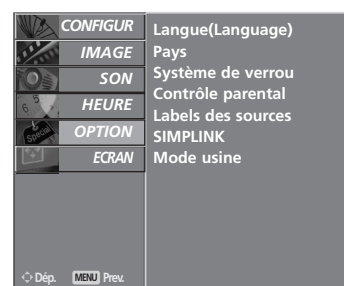 CONFIGUR
IMAGE
SON
HEURE
OPTION
ECRAN
Langue(Language)
Pays
Système de verrou
Contrôle parental
Labels des sources
SIMPLINK
Mode usine
Special
Dép. MENU Prev.